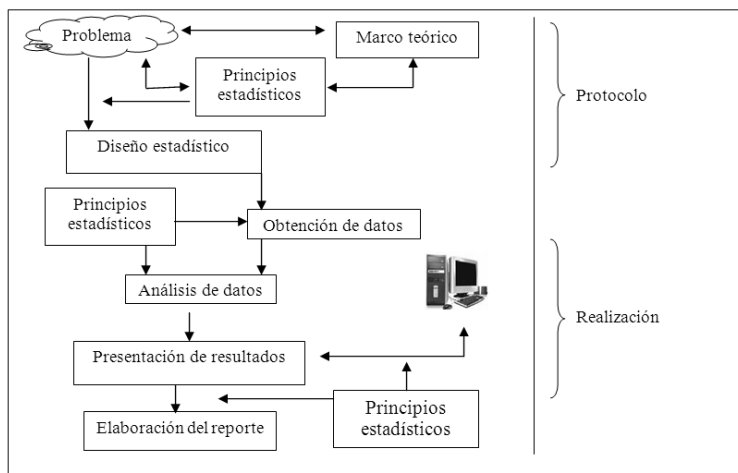 Problema
Marco teórico
Principios
estadísticos
Protocolo
Diseño estadístico
Principios
estadísticos
Obtención de datos
Análisis de datos
Realización
Presentación de resultados
Principios
estadísticos
Elaboración del reporte